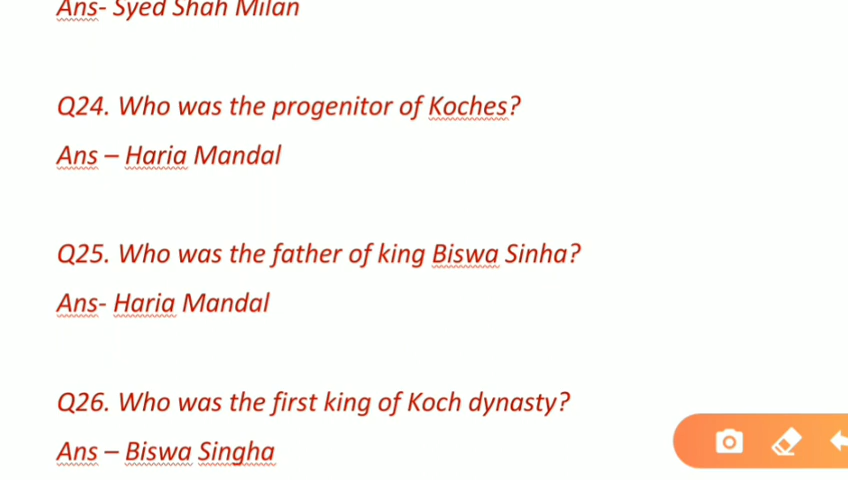 Ans- Syed Shah Milan
Q24. Who was the progenitor of Koches?
Ans – Haria Mandal
Q25. Who was the father of king Biswa Sinha?
Ans- Haria Mandal
Q26. Who was the first king of Koch dynasty?
Ans – Biswa Singha